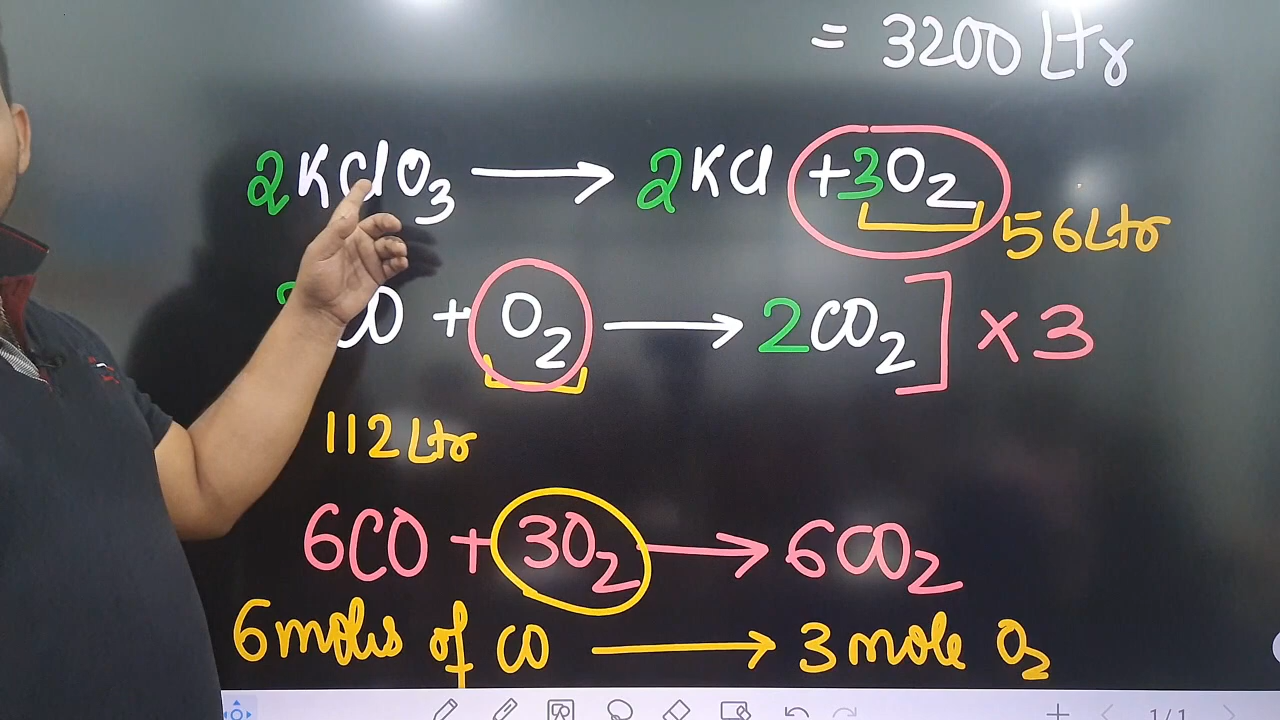 = 3200 Ltr
2KClO3 → 2KCl + 3O2
56Ltr
CO + O2 → 2CO2 ] × 3
112 Ltr
6CO + 3O2 → 6CO2
6 moles of CO → 3 mole O2
1/1